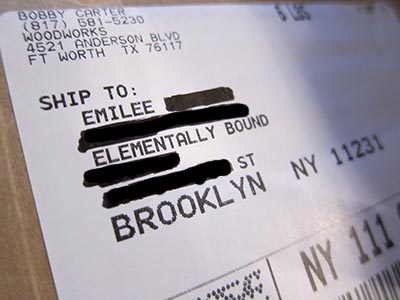 BOBBY CARTER
(817) 581-5230
WOODWORKS
4521 ANDERSON BLVD
FT WORTH TX 76117
LBS
SHIP TO:
EMILEE
ELEMENTALLY BOUND
ST
BROOKLYN NY 11231
NY 111